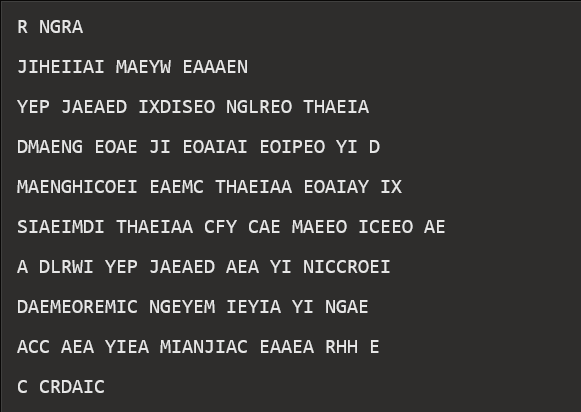 R NGRA
JIHEIIAI MAEYW EAAAEN
YEP JAEAED IXDISEO NGLREO THAEIA
DMAENG EOAE JI EOAIAI EOIPEO YI D
MAENGHICOEI EAEMC THAEIAA EOAIAY IX
SIAEIMDI THAEIAA CFY CAE MAEEO ICEEO AE
A DLRWI YEP JAEAED AEA YI NICCROEI
DAEMEOREMIC NGEYEM IEYIA YI NGAE
ACC AEA YIEA MIANJIAC EAAEA RHH E
C CRDAIC